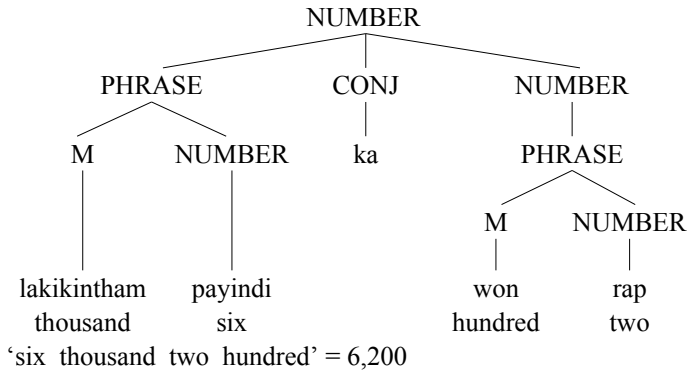 NUMBER
PHRASE CONJ NUMBER
M NUMBER ka PHRASE
M NUMBER
lakikintham payindi won rap
thousand six hundred two
‘six thousand two hundred’ = 6,200